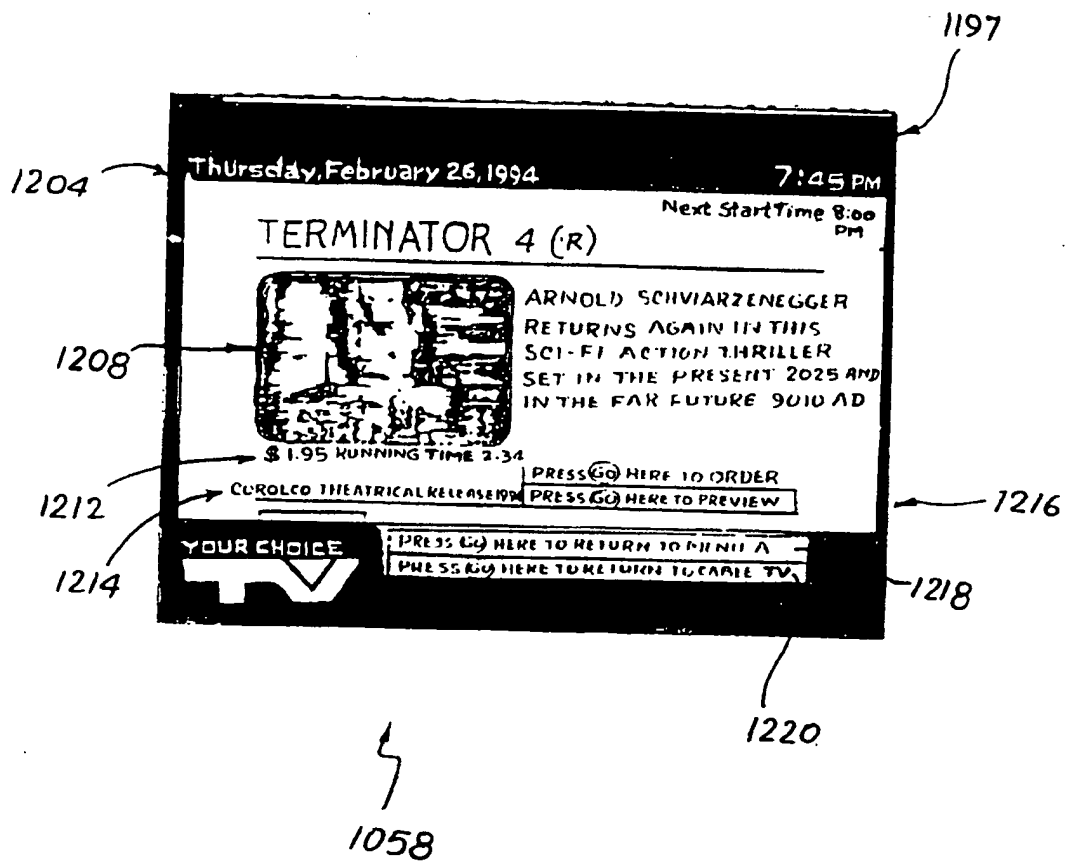 1197
1204
Thursday, February 26, 1994 7:45 PM
Next Start Time 8:00
PM
TERMINATOR 4 (R)
ARNOLD SCHVIARZENEGGER
RETURNS AGAIN IN THIS
SCI-FI ACTION THRILLER
SET IN THE PRESENT 2025 AND
IN THE FAR FUTURE 9010 AD
1208
$1.95 RUNNING TIME 2:34
PRESS GO HERE TO ORDER
1212
COROLCO THEATRICAL RELEASE
PRESS GO HERE TO PREVIEW
1216
1214
YOUR CHOICE
TV
PRESS GO HERE TO RETURN TO MENU A
PRESS GO HERE TO RETURN TO CABLE TV
1218
1220
1058